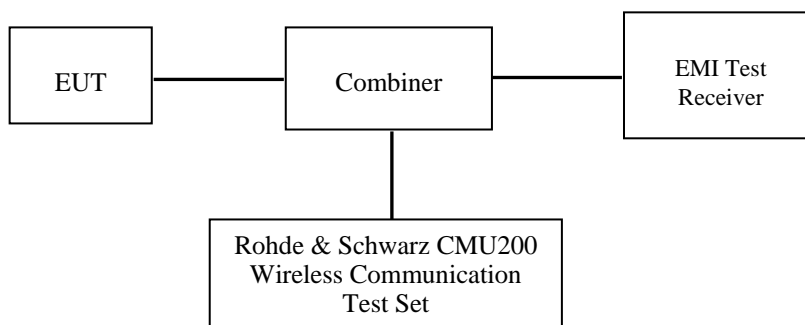 EUT
Combiner
EMI Test
Receiver
Rohde & Schwarz CMU200
Wireless Communication
Test Set